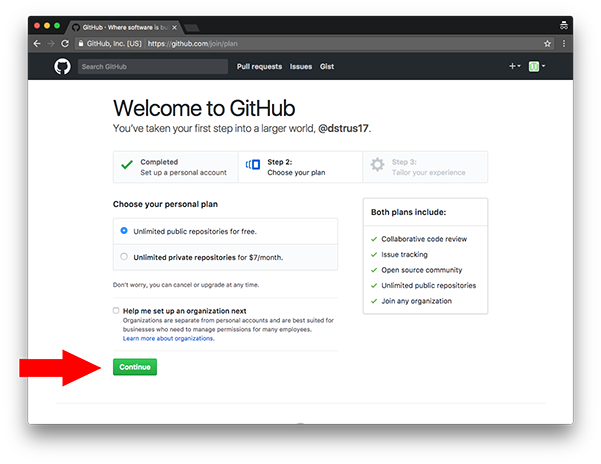 GitHub · Where software is bu
GitHub, Inc. [US] https://github.com/join/plan
Search GitHub Pull requests Issues Gist
Welcome to GitHub
You've taken your first step into a larger world, @dstrus17.
Completed
Set up a personal account
Step 2:
Choose your plan
Step 3:
Tailor your experience
Choose your personal plan
Unlimited public repositories for free.
Unlimited private repositories for $7/month.
Don't worry, you can cancel or upgrade at any time.
Help me set up an organization next
Organizations are separate from personal accounts and are best suited for
businesses who need to manage permissions for many employees.
Learn more about organizations.
Continue
Both plans include:
Collaborative code review
Issue tracking
Open source community
Unlimited public repositories
Join any organization